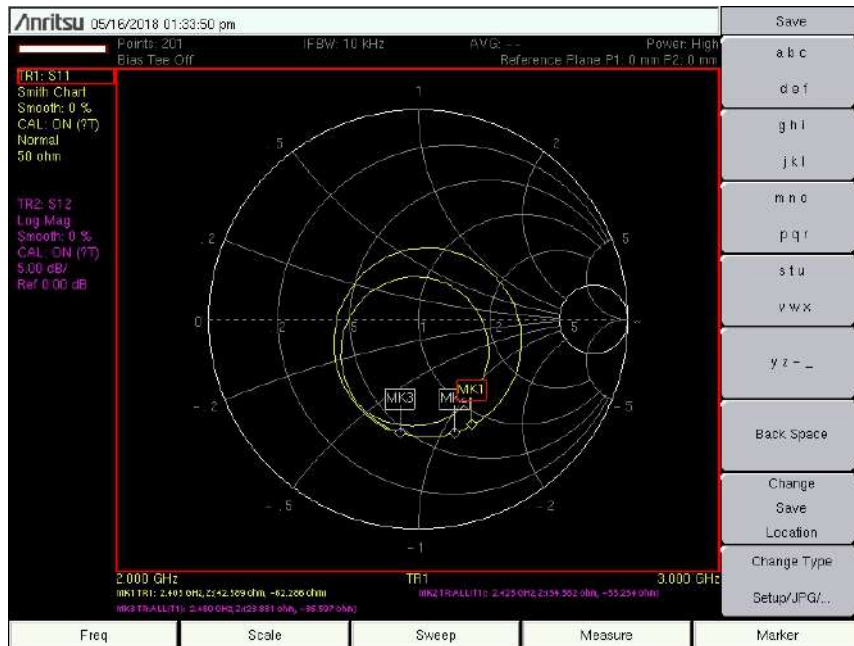 Anritsu 05/16/2018 01:33:50 pm
Save
Points: 201 IFBW: 10 kHz AVG: -- Power: High
Bias Tee Off Reference Plane P1: 0 mm P2: 0 mm
TR1: S11
Smith Chart
Smooth: 0 %
CAL: ON (?T)
Normal
50 ohm
TR2: S12
Log Mag
Smooth: 0 %
CAL: ON (?T)
5.00 dB/
Ref 0.00 dB
1
.5 2
.2 5
0 .2 .5 1 2 5
MK3 MK1
-.2 -5
-.5 -2
-1
2.000 GHz TR1 3.000 GHz
a b c
d e f
g h i
j k l
m n o
p q r
s t u
v w x
y z - _
Back Space
Change
Save
Location
Change Type
Setup/JPG/...
Freq Scale Sweep Measure Marker